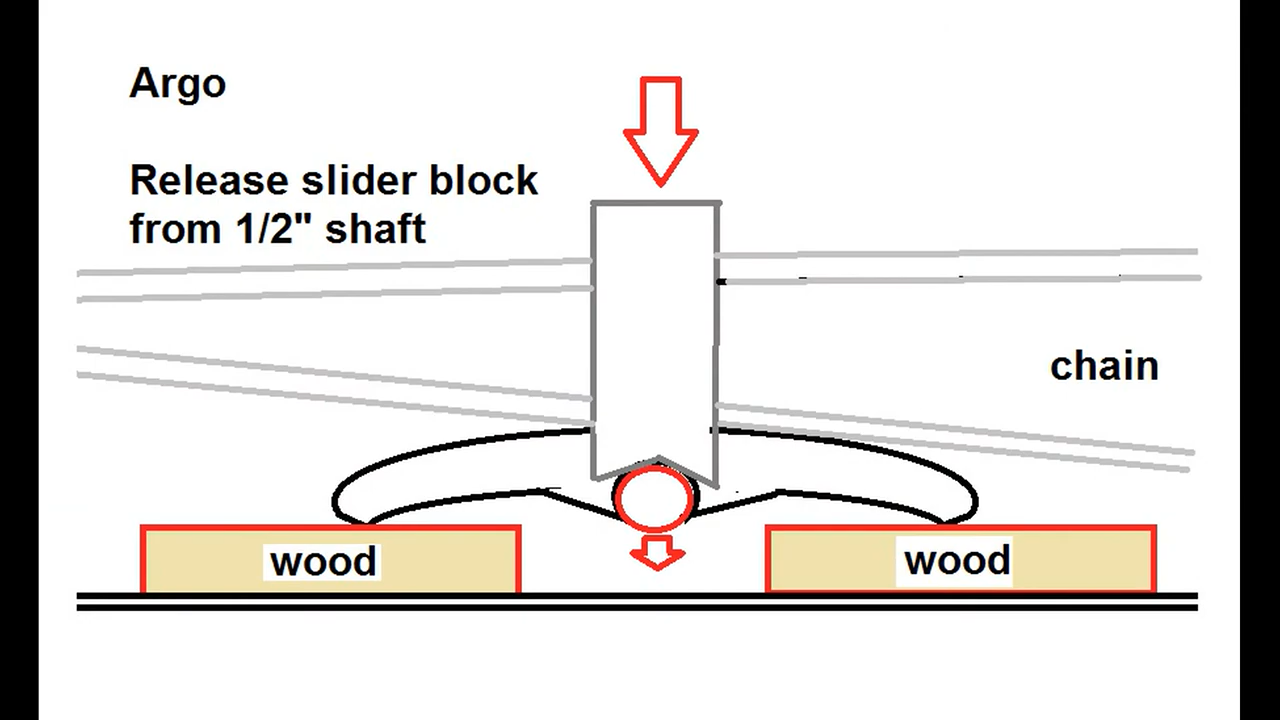 Argo
Release slider block
from 1/2" shaft
chain
wood
wood